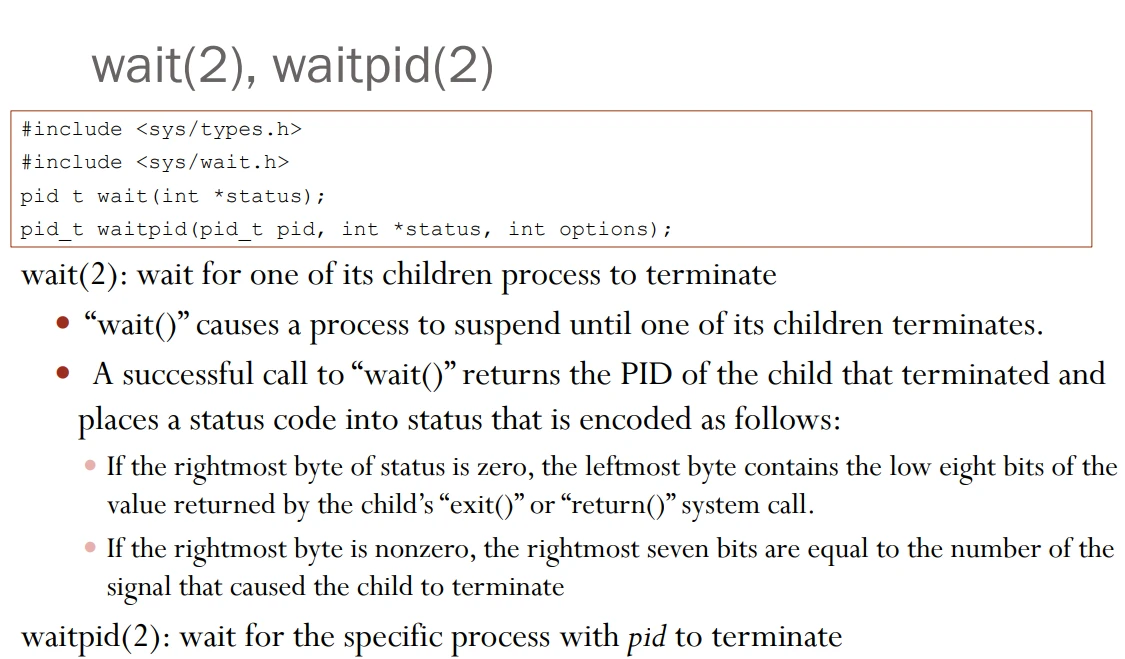 wait(2), waitpid(2)
#include <sys/types.h>
#include <sys/wait.h>
pid t wait(int *status);
pid_t waitpid(pid_t pid, int *status, int options);
wait(2): wait for one of its children process to terminate
• “wait()” causes a process to suspend until one of its children terminates.
• A successful call to “wait()” returns the PID of the child that terminated and
places a status code into status that is encoded as follows:
• If the rightmost byte of status is zero, the leftmost byte contains the low eight bits of the
value returned by the child’s “exit()” or “return()” system call.
• If the rightmost byte is nonzero, the rightmost seven bits are equal to the number of the
signal that caused the child to terminate
waitpid(2): wait for the specific process with pid to terminate